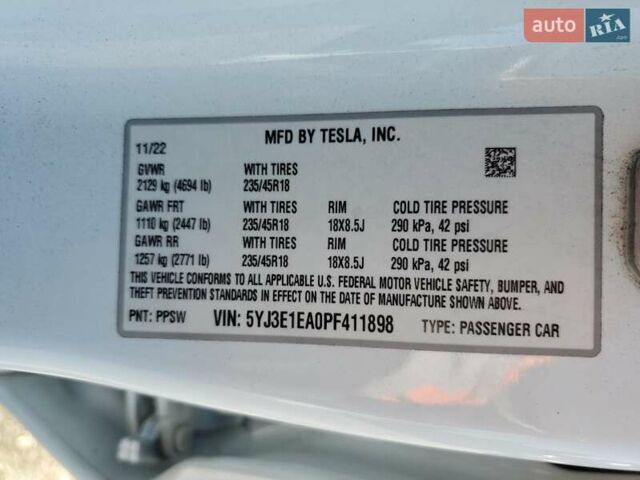 auto RIA.com
MFD BY TESLA, INC.
11/22
GVWR WITH TIRES
2129 kg (4694 lb) 235/45R18
GAWR FRT WITH TIRES RIM COLD TIRE PRESSURE
1110 kg (2447 lb) 235/45R18 18X8.5J 290 kPa, 42 psi
GAWR RR WITH TIRES RIM COLD TIRE PRESSURE
1257 kg (2771 lb) 235/45R18 18X8.5J 290 kPa, 42 psi
THIS VEHICLE CONFORMS TO ALL APPLICABLE U.S. FEDERAL MOTOR VEHICLE SAFETY, BUMPER, AND
THEFT PREVENTION STANDARDS IN EFFECT ON THE DATE OF MANUFACTURE SHOWN ABOVE.
PNT: PPSW VIN: 5YJ3E1EA0PF411898 TYPE: PASSENGER CAR